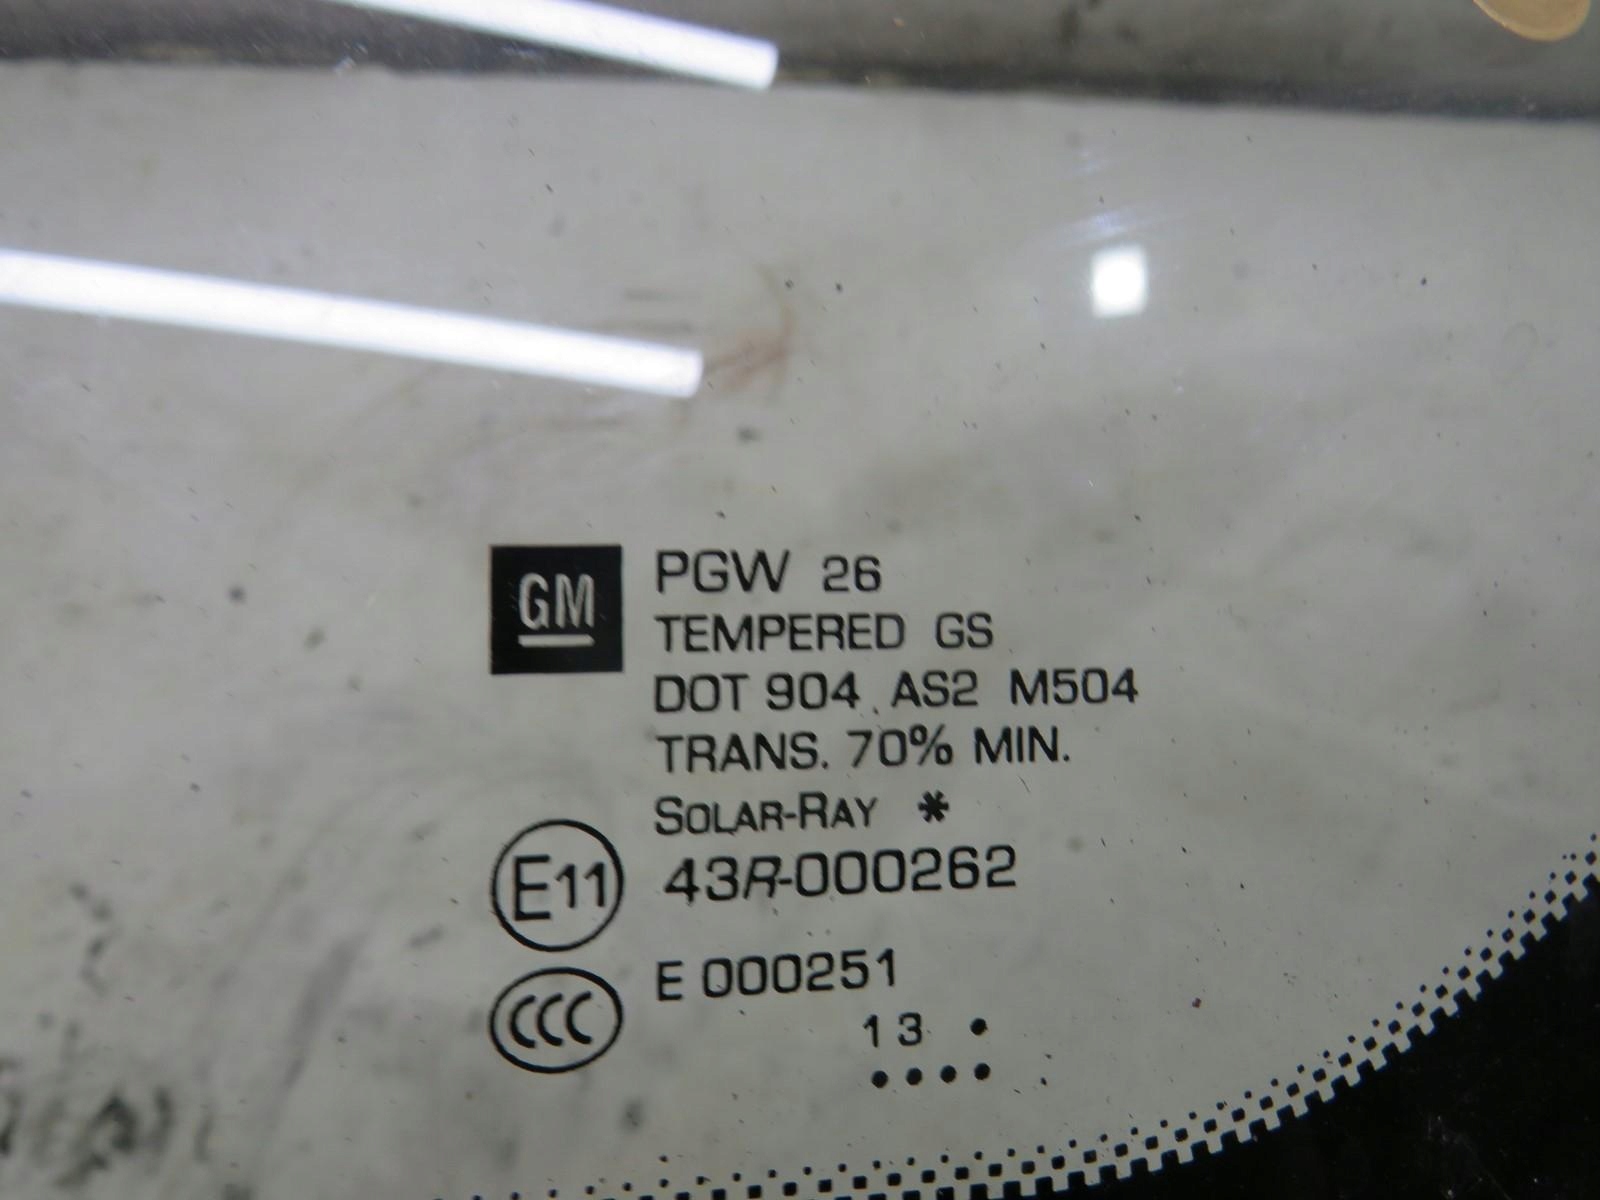 GM PGW 26
TEMPERED GS
DOT 904 AS2 M504
TRANS. 70% MIN.
SOLAR-RAY *
E11 43R-000262
CCC E 000251
13 •
• • • •